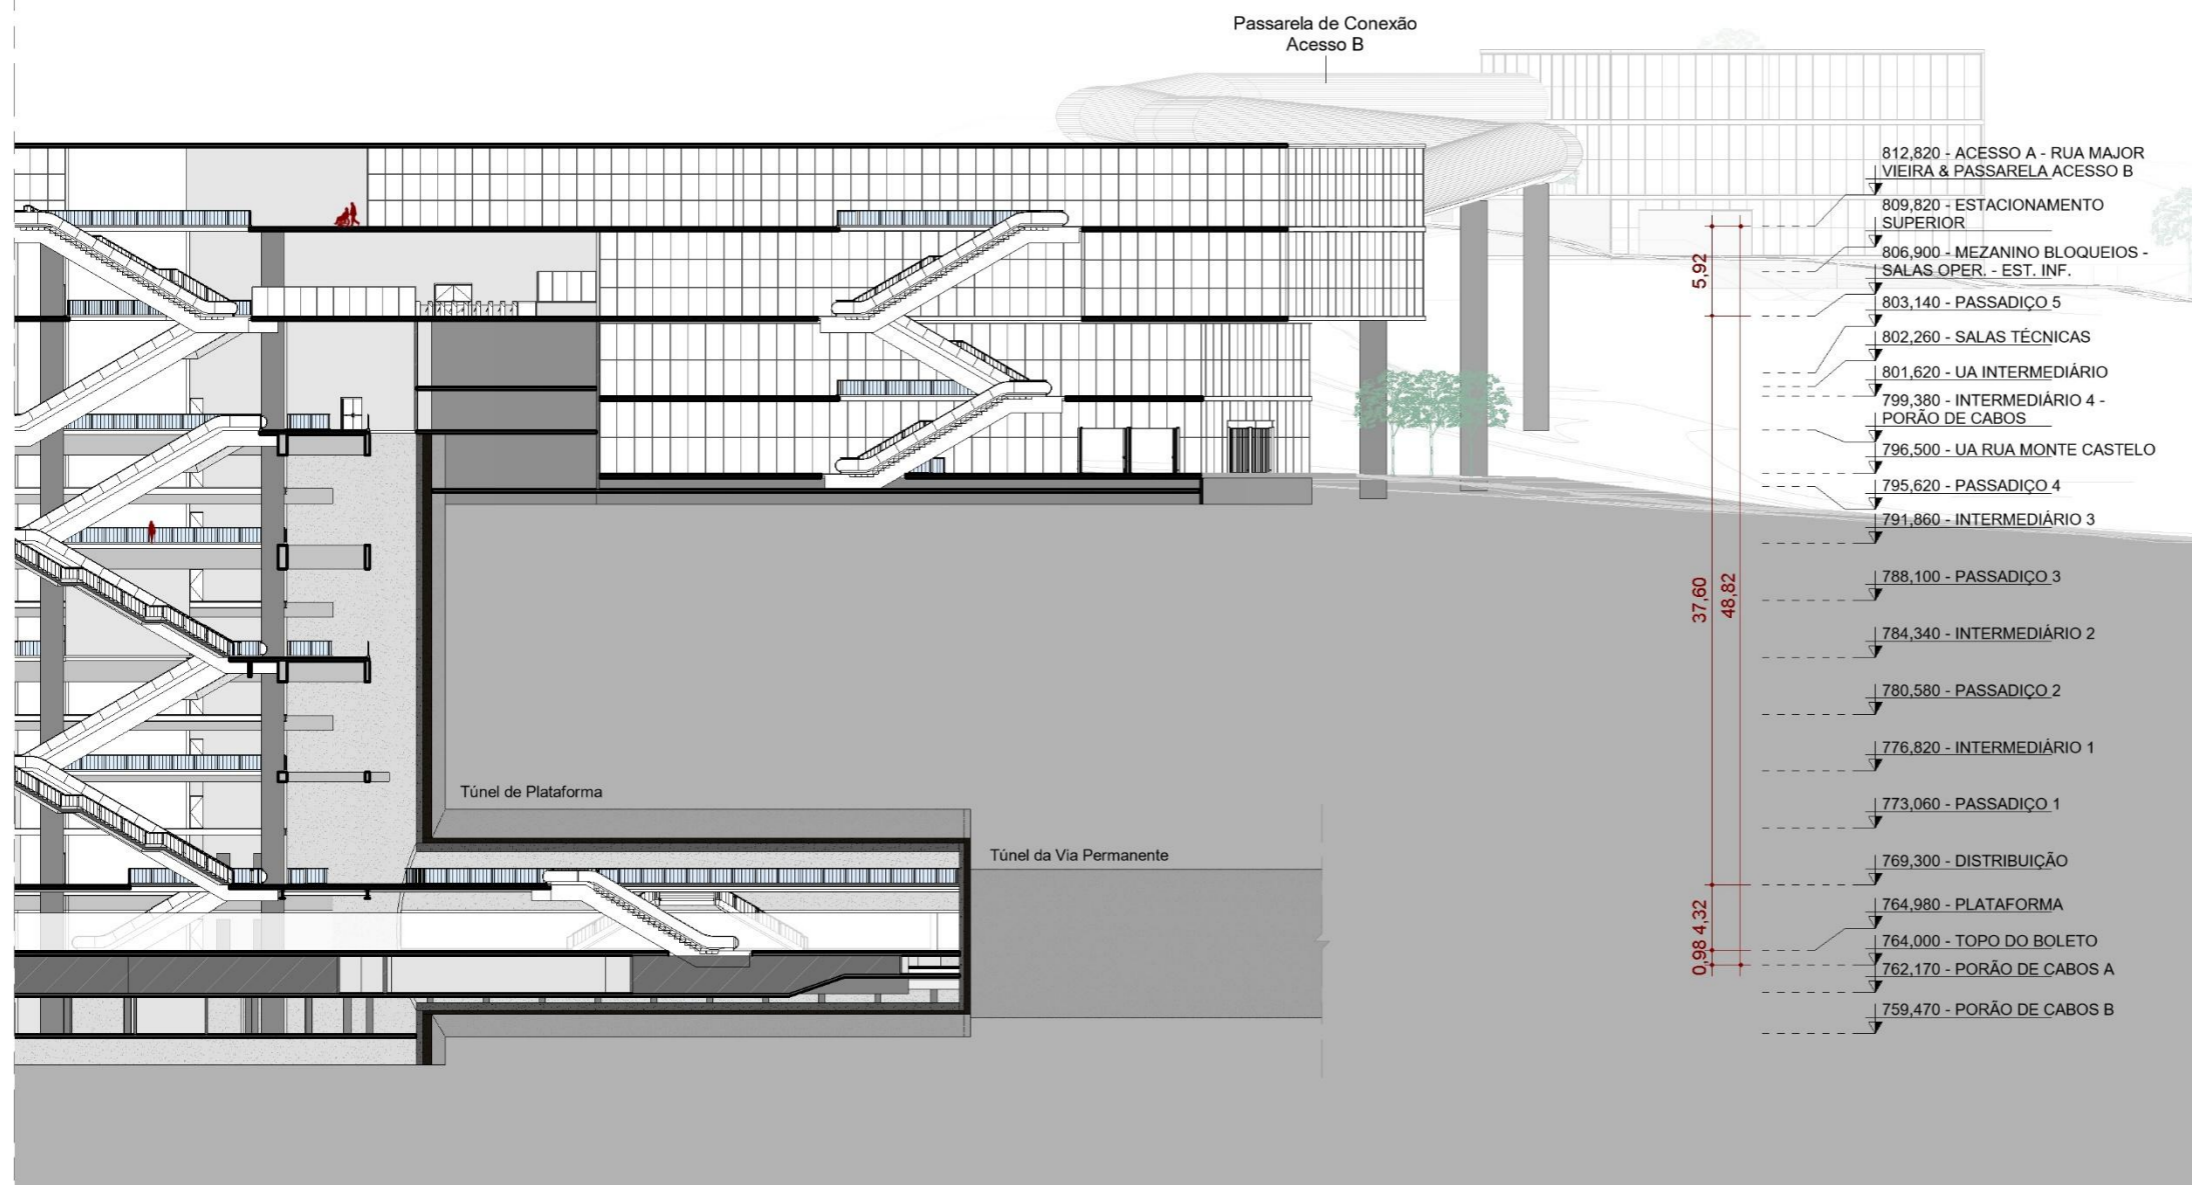 Passarela de Conexão
Acesso B
812,820 - ACESSO A - RUA MAJOR
VIEIRA & PASSARELA ACESSO B
809,820 - ESTACIONAMENTO
SUPERIOR
806,900 - MEZANINO BLOQUEIOS -
SALAS OPER. - EST. INF.
803,140 - PASSADIÇO 5
802,260 - SALAS TÉCNICAS
801,620 - UA INTERMEDIÁRIO
799,380 - INTERMEDIÁRIO 4 -
PORÃO DE CABOS
796,500 - UA RUA MONTE CASTELO
795,620 - PASSADIÇO 4
791,860 - INTERMEDIÁRIO 3
788,100 - PASSADIÇO 3
784,340 - INTERMEDIÁRIO 2
780,580 - PASSADIÇO 2
776,820 - INTERMEDIÁRIO 1
773,060 - PASSADIÇO 1
769,300 - DISTRIBUIÇÃO
764,980 - PLATAFORMA
764,000 - TOPO DO BOLETO
762,170 - PORÃO DE CABOS A
759,470 - PORÃO DE CABOS B
5,92
37,60
48,82
4,32
0,98
Túnel de Plataforma
Túnel da Via Permanente